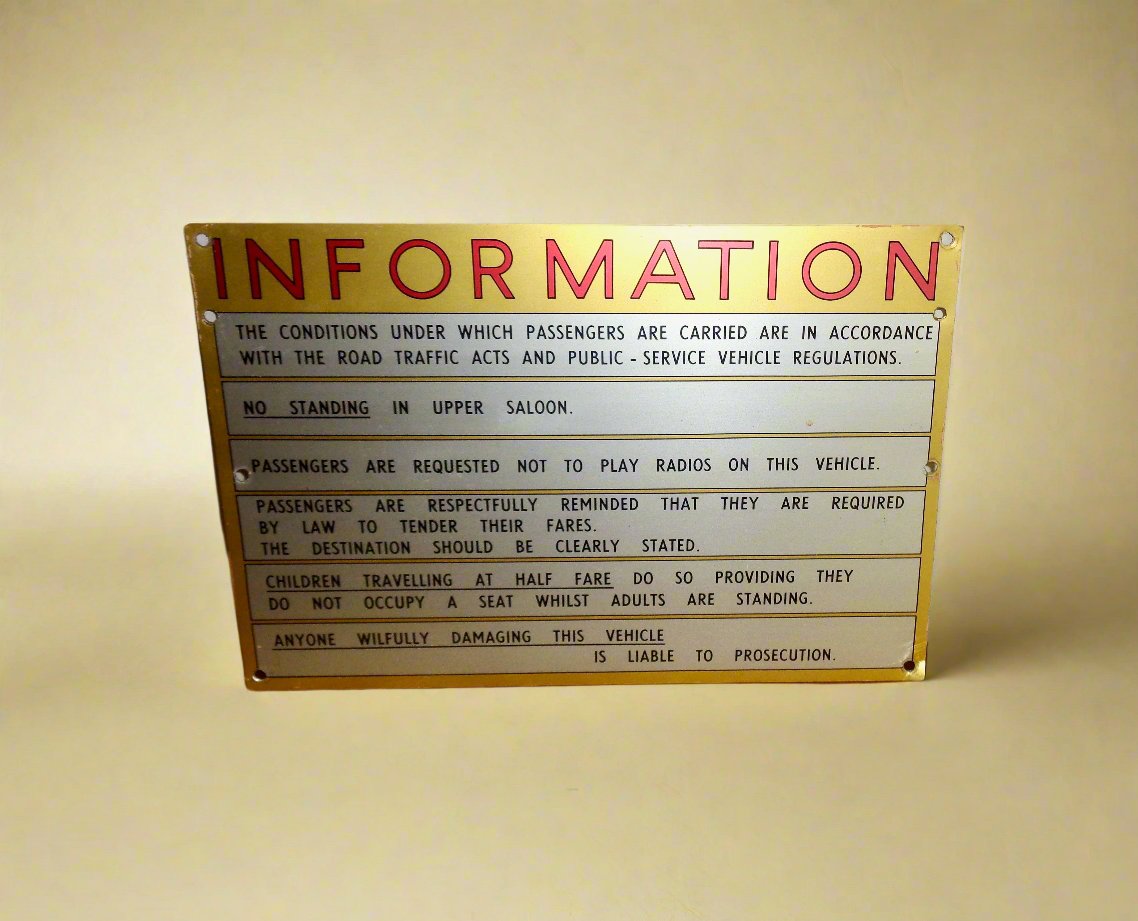 INFORMATION
THE CONDITIONS UNDER WHICH PASSENGERS ARE CARRIED ARE IN ACCORDANCE
WITH THE ROAD TRAFFIC ACTS AND PUBLIC - SERVICE VEHICLE REGULATIONS.
NO STANDING IN UPPER SALOON.
PASSENGERS ARE REQUESTED NOT TO PLAY RADIOS ON THIS VEHICLE.
PASSENGERS ARE RESPECTFULLY REMINDED THAT THEY ARE REQUIRED
BY LAW TO TENDER THEIR FARES.
THE DESTINATION SHOULD BE CLEARLY STATED.
CHILDREN TRAVELLING AT HALF FARE DO SO PROVIDING THEY
DO NOT OCCUPY A SEAT WHILST ADULTS ARE STANDING.
ANYONE WILFULLY DAMAGING THIS VEHICLE
IS LIABLE TO PROSECUTION.